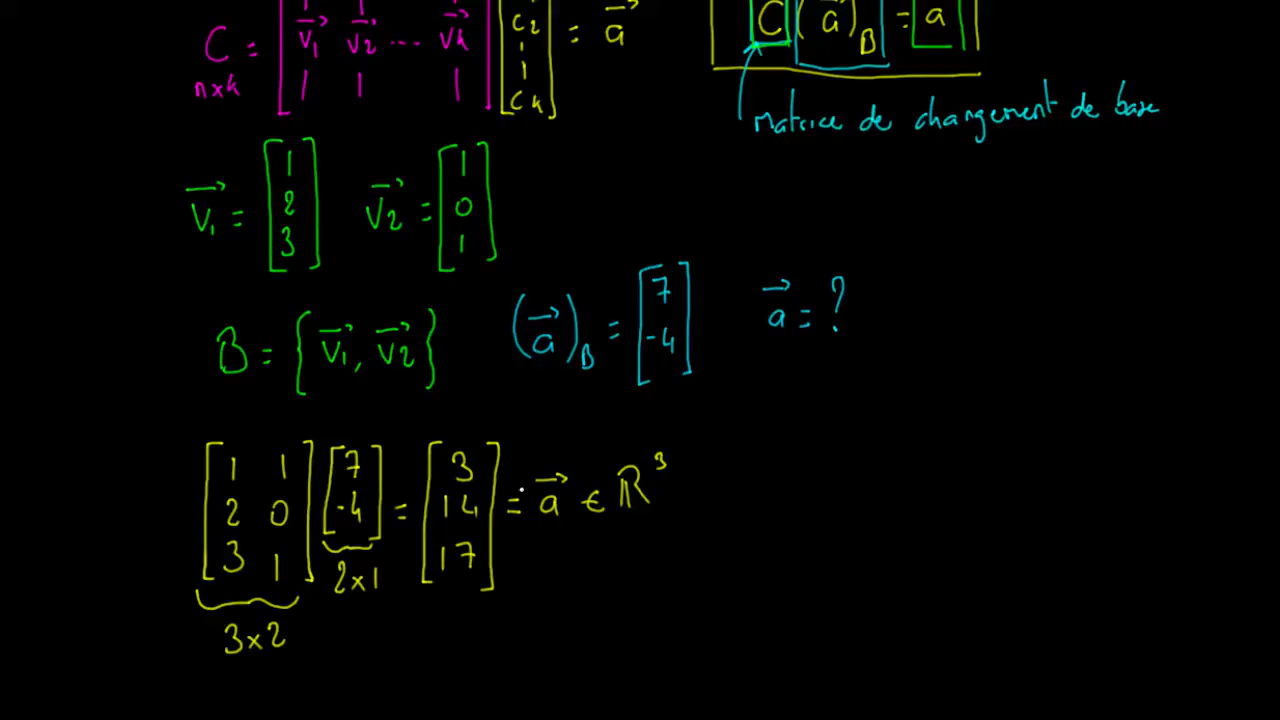 C = [v₁⃗ v₂⃗ ... vₖ⃗] [c₂ cₖ] = a⃗
n×k
C (a⃗)_B = a
matrice de changement de base
v₁⃗ = [1 2 3] v₂⃗ = [1 0 1]
B = {v₁⃗, v₂⃗} (a⃗)_B = [7 -4] a⃗ = ?
[1 1
2 0
3 1] [7 -4] = [3 14 17] = a⃗ ∈ ℝ³
2×1
3×2